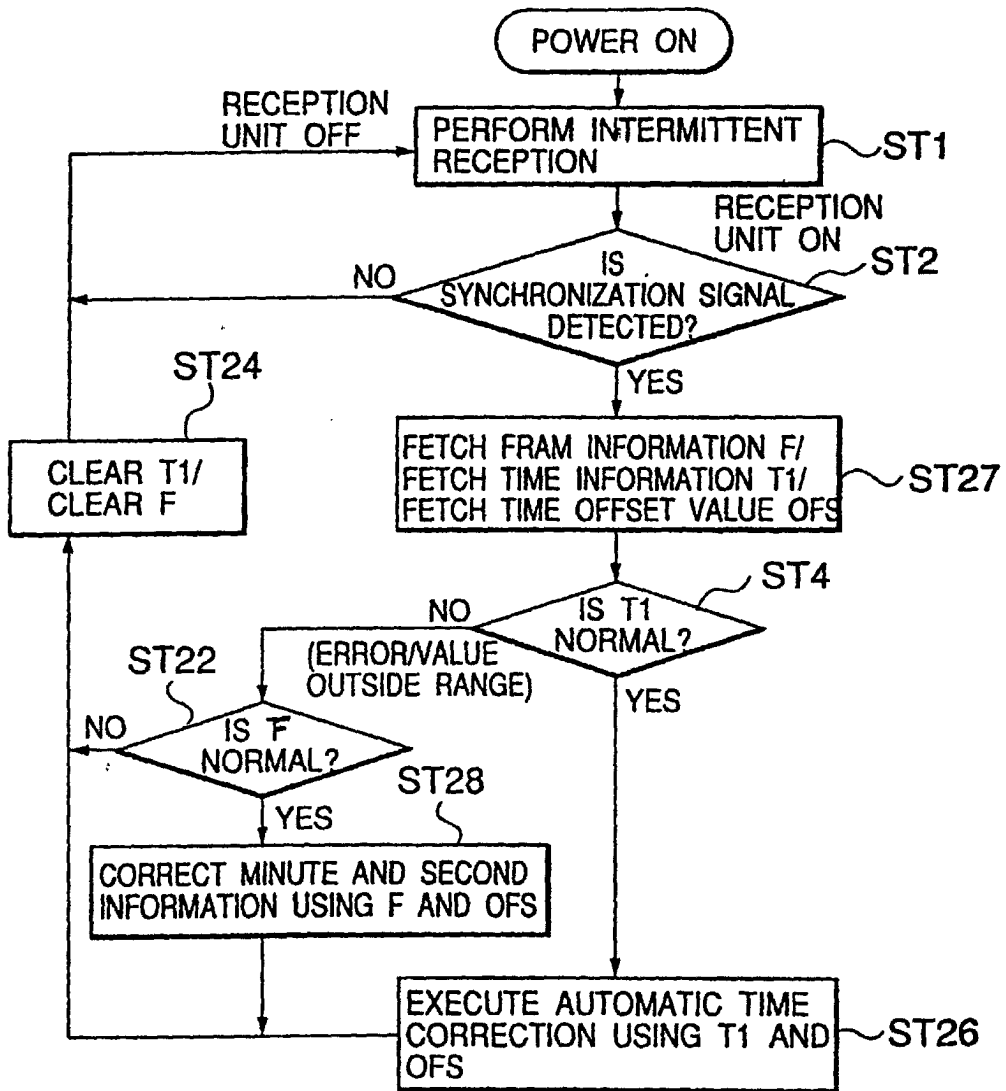 POWER ON
RECEPTION
UNIT OFF
PERFORM INTERMITTENT
RECEPTION
ST1
RECEPTION
UNIT ON
ST2
NO
IS
SYNCHRONIZATION SIGNAL
DETECTED?
YES
ST24
CLEAR T1/
CLEAR F
FETCH FRAM INFORMATION F/
FETCH TIME INFORMATION T1/
FETCH TIME OFFSET VALUE OFS
ST27
ST4
NO
IS T1
NORMAL?
(ERROR/VALUE
OUTSIDE RANGE)
YES
ST22
NO
IS F
NORMAL?
ST28
YES
CORRECT MINUTE AND SECOND
INFORMATION USING F AND OFS
EXECUTE AUTOMATIC TIME
CORRECTION USING T1 AND
OFS
ST26